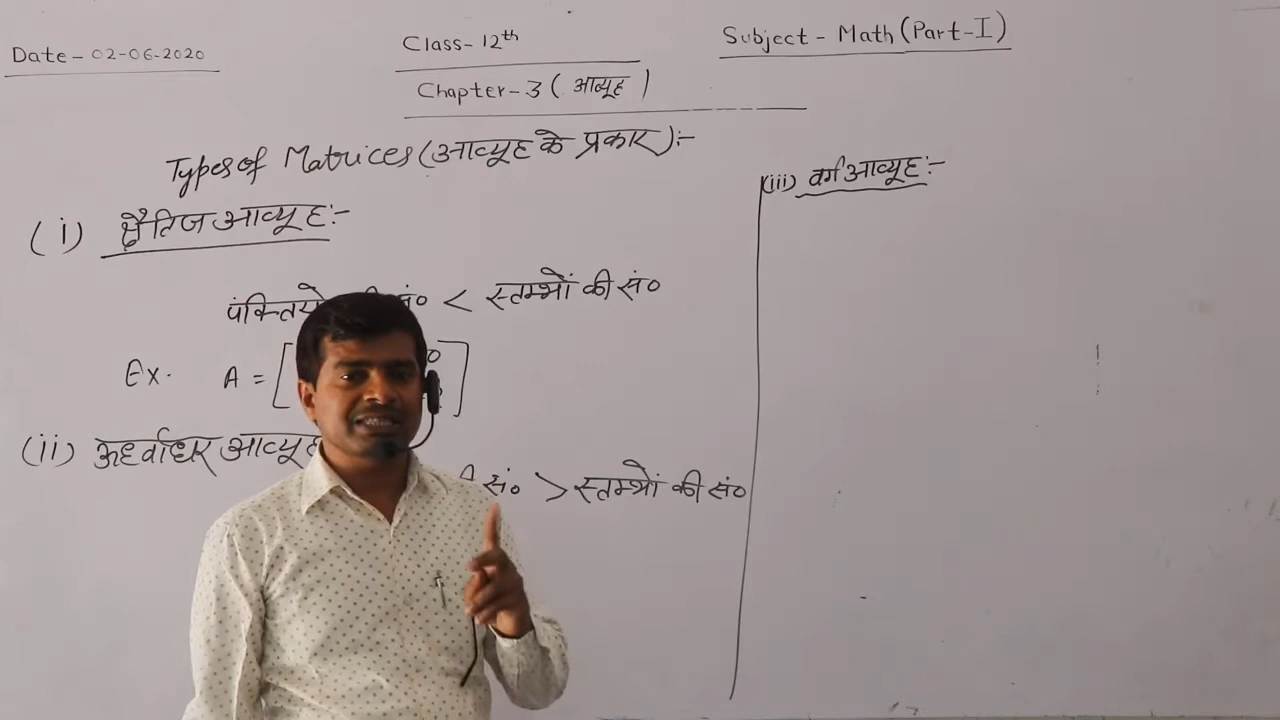 Date - 02-06-2020
Class- 12th
Subject - Math (Part-I)
Chapter-3 ( आव्यूह )
Types of Matrices (आव्यूह के प्रकार) :-
(i) क्षैतिज आव्यूह :-
< स्तम्भों की सं०
Ex. A = [
(ii) ऊर्ध्वाधर आव्यूह
सं० > स्तम्भों की सं०
(iii) वर्ग आव्यूह :-